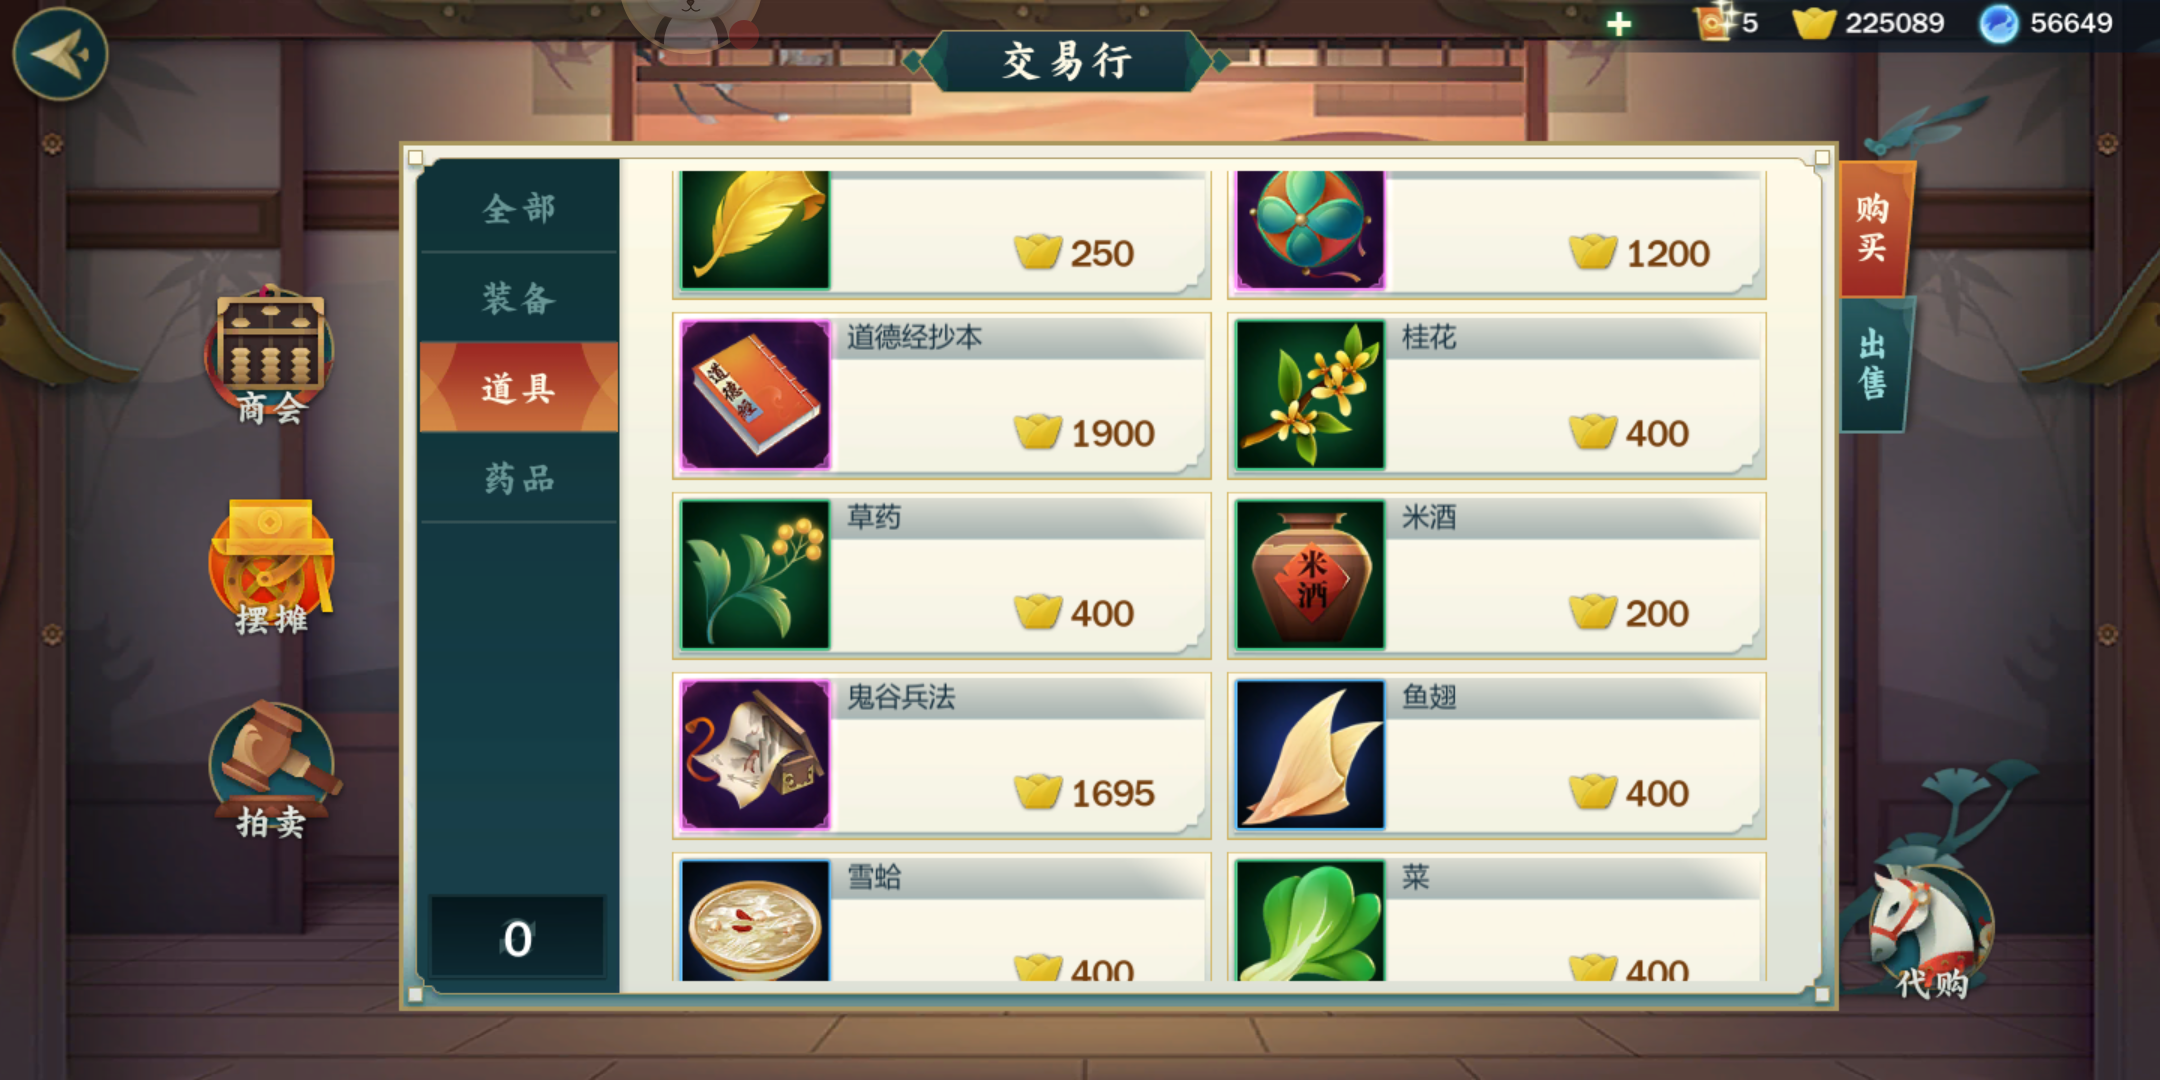 交易行
5
225089
56649
全部
装备
道具
药品
0
商会
摆摊
拍卖
250
1200
道德经抄本
道德經
1900
桂花
400
草药
400
米酒
米酒
200
鬼谷兵法
1695
鱼翅
400
雪蛤
400
菜
400
购买
出售
代购